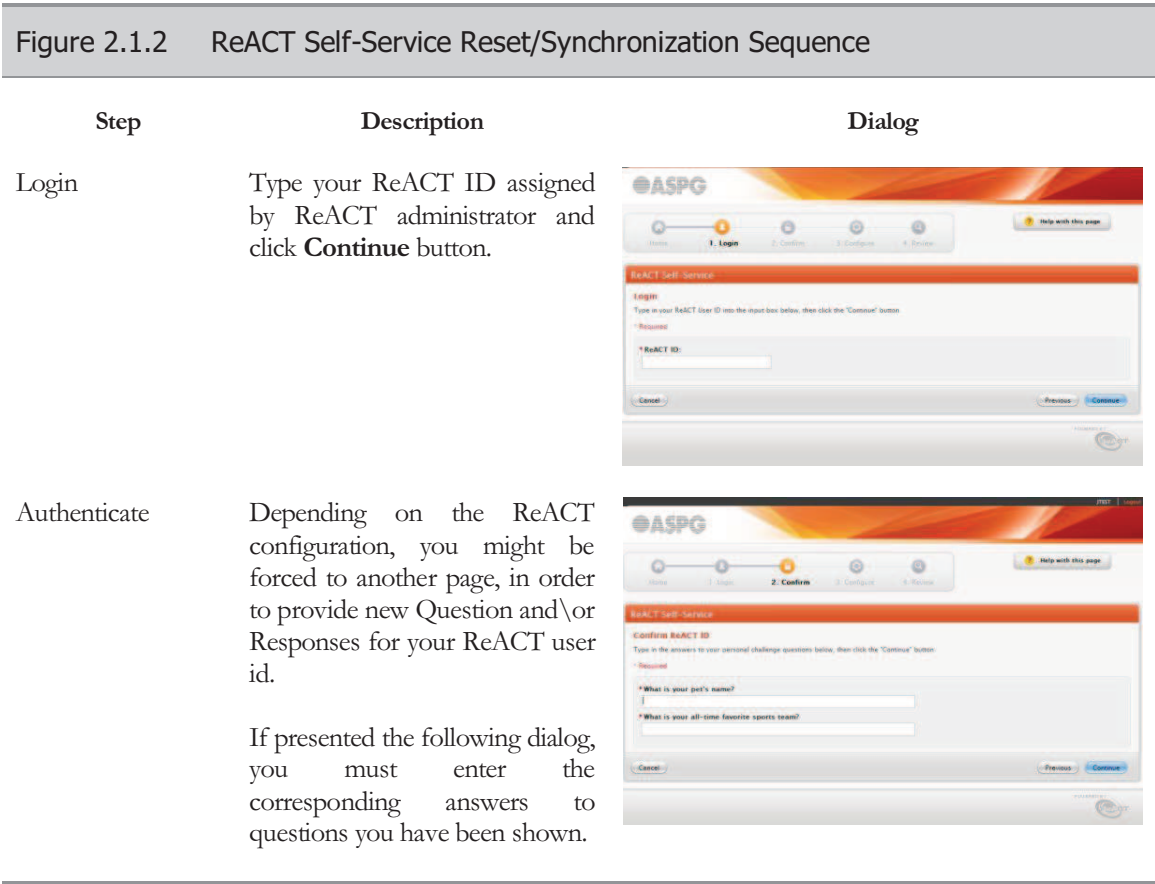 Figure 2.1.2 ReACT Self-Service Reset/Synchronization Sequence
Step Description Dialog
Login
Type your ReACT ID assigned
by ReACT administrator and
click Continue button.
ASPG
Home 1. Login 2. Confirm 3. Configure 4. Review
Help with this page
ReACT Self-Service
Login
Type in your ReACT User ID into the input box below, then click the "Continue" button.
* Required
*ReACT ID:
Cancel Previous Continue
Authenticate
Depending on the ReACT
configuration, you might be
forced to another page, in order
to provide new Question and\or
Responses for your ReACT user
id.
If presented the following dialog,
you must enter the
corresponding answers to
questions you have been shown.
JTEST | Logout
ASPG
Home 1. Login 2. Confirm 3. Configure 4. Review
Help with this page
ReACT Self-Service
Confirm ReACT ID
Type in the answers to your personal challenge questions below, then click the "Continue" button.
* Required
*What is your pet's name?
*What is your all-time favorite sports team?
Cancel Previous Continue